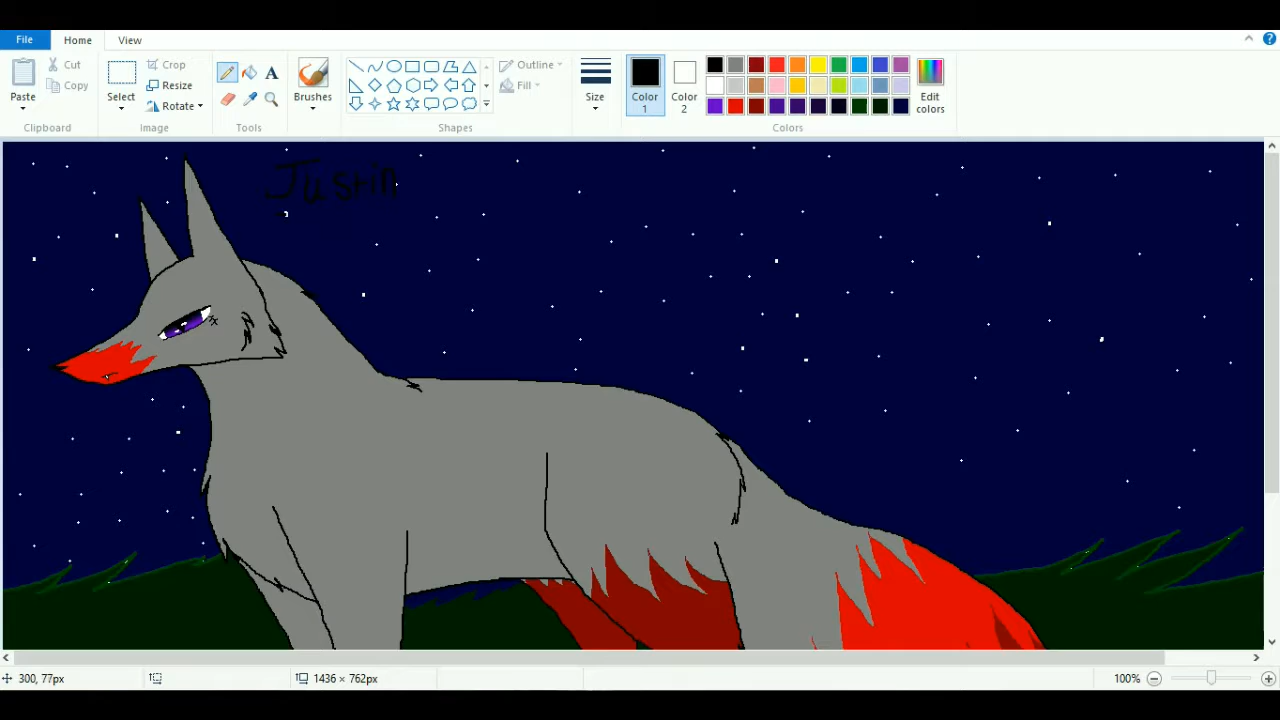 File Home View
Cut
Crop
Outline
Copy
Resize
Fill
Paste Select Rotate Brushes Size Color 1 Color 2 Edit colors
Clipboard Image Tools Shapes Colors
Justin
300, 77px 1436 × 762px 100%